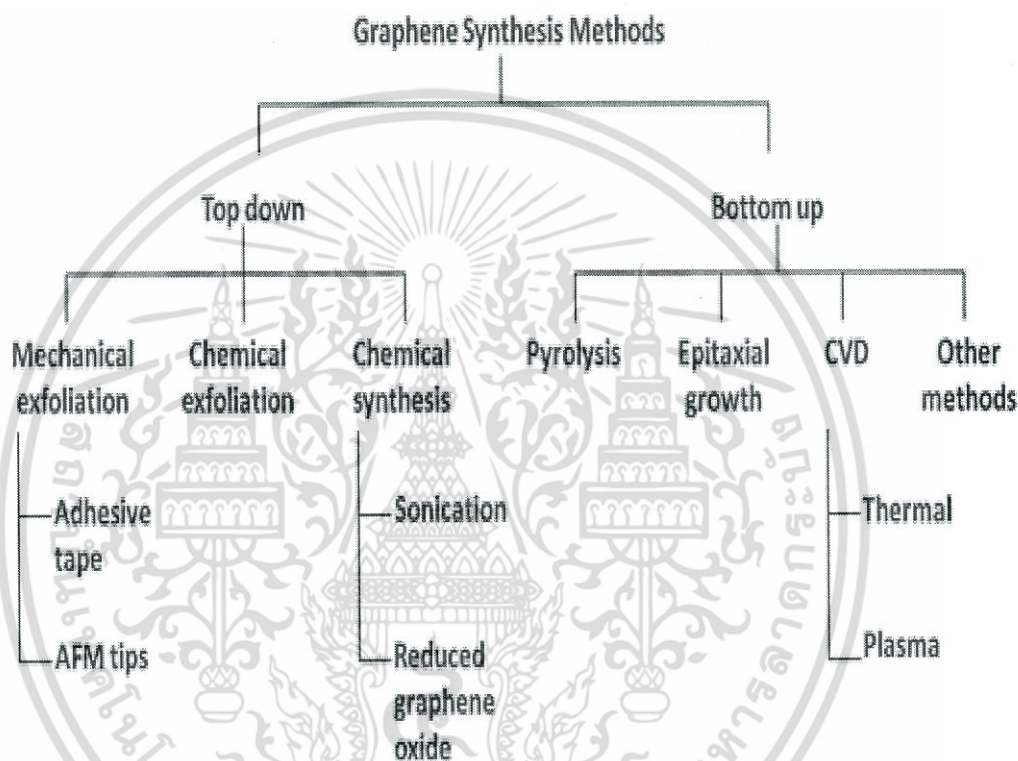 Graphene Synthesis Methods
Top down
Bottom up
Mechanical
exfoliation
Chemical
exfoliation
Chemical
synthesis
Pyrolysis
Epitaxial
growth
CVD
Other
methods
Adhesive
tape
AFM tips
Sonication
Reduced
graphene
oxide
Thermal
Plasma